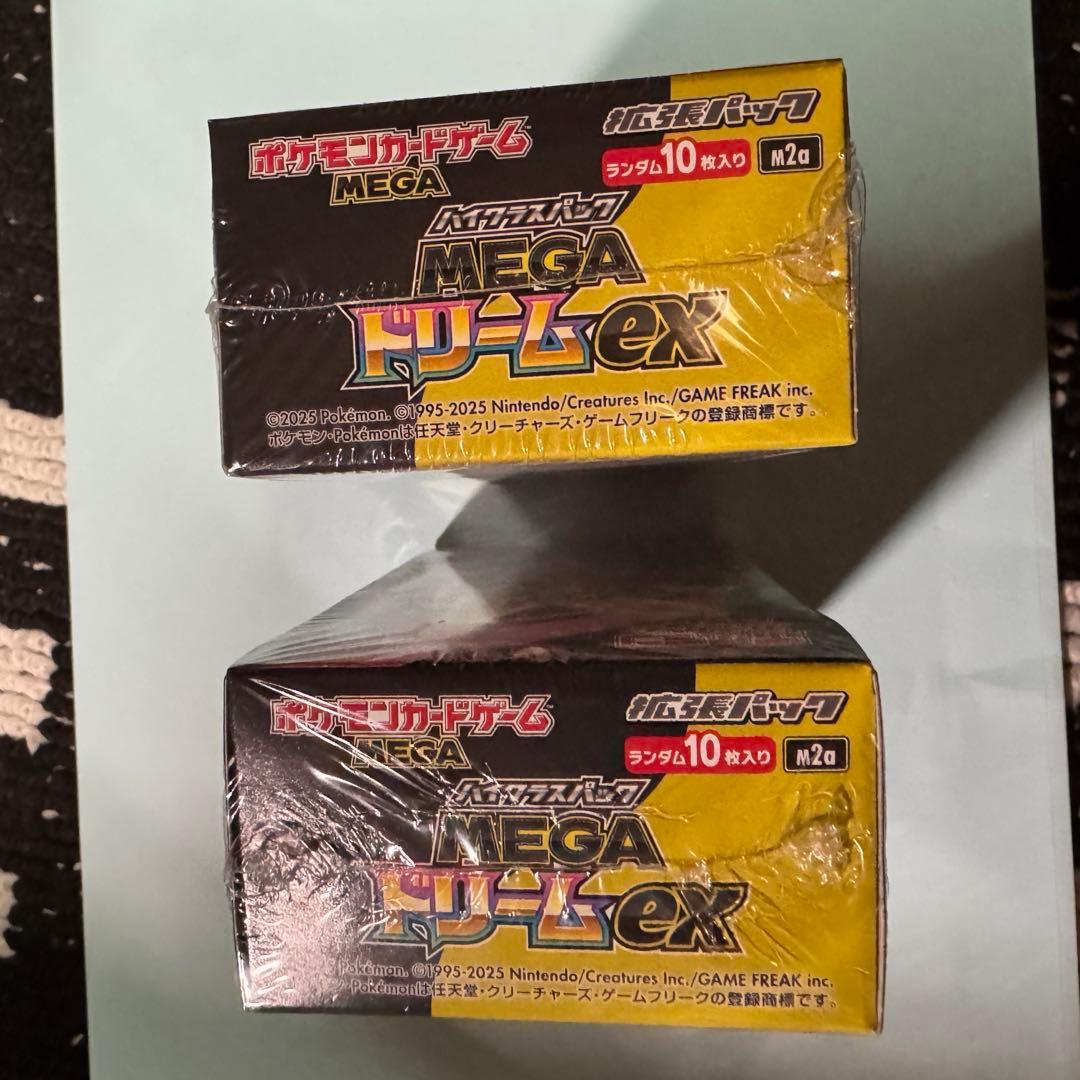 ポケモンカードゲーム
MEGA
拡張パック
ランダム10枚入り M2a
ハイクラスパック
MEGA
ドリームex
©2025 Pokémon. ©1995-2025 Nintendo/Creatures Inc./GAME FREAK inc.
ポケモン・Pokémonは任天堂・クリーチャーズ・ゲームフリークの登録商標です。
ポケモンカードゲーム
MEGA
拡張パック
ランダム10枚入り M2a
ハイクラスパック
MEGA
ドリームex
Pokémon. ©1995-2025 Nintendo/Creatures Inc./GAME FREAK inc.
Pokémonは任天堂・クリーチャーズ・ゲームフリークの登録商標です。